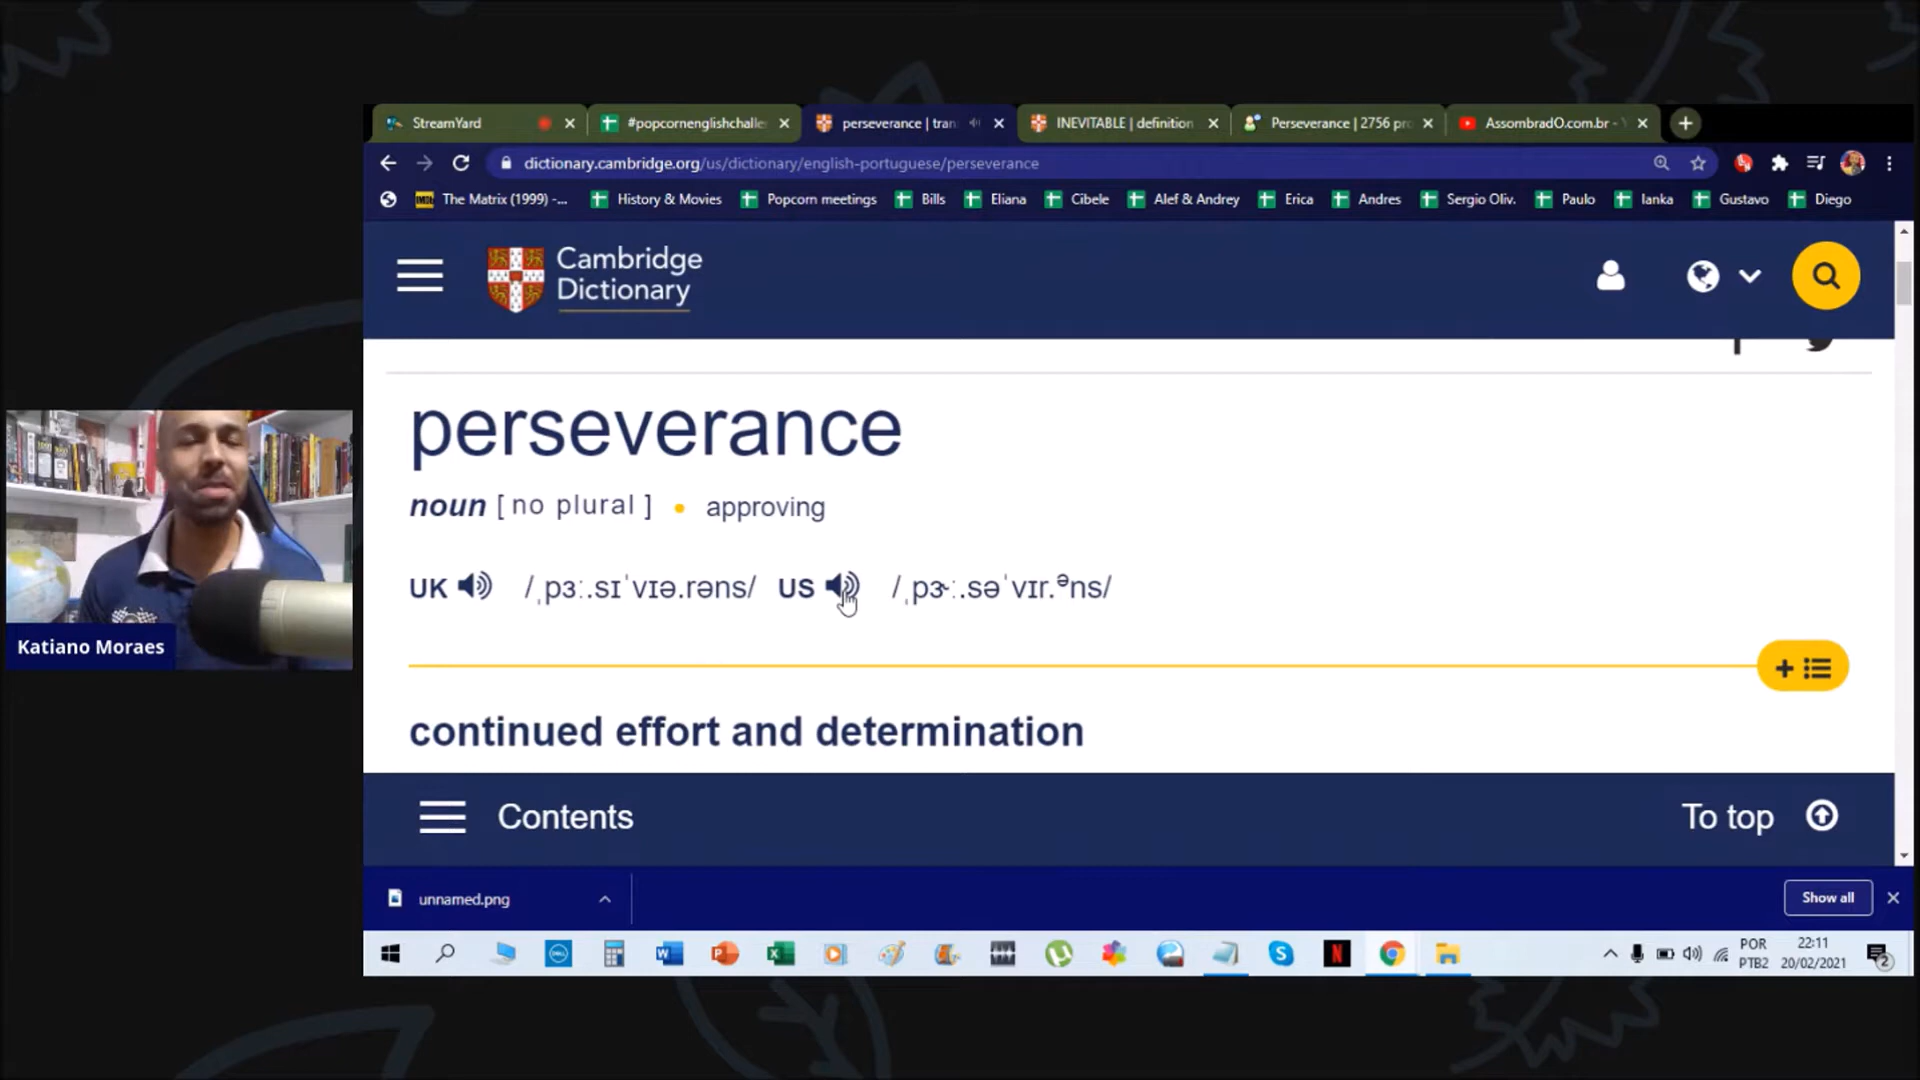 StreamYard
#popcornenglishchalle
perseverance | tran
INEVITABLE | definition
Perseverance | 2756 pro
AssombradO.com.br -
dictionary.cambridge.org/us/dictionary/english-portuguese/perseverance
IMDb The Matrix (1999) -... History & Movies Popcorn meetings Bills Eliana Cibele Alef & Andrey Erica Andres Sergio Oliv. Paulo Ianka Gustavo Diego
Cambridge
Dictionary
perseverance
noun [ no plural ] • approving
UK /ˌpɜː.sɪˈvɪə.rəns/ US /ˌpɝː.səˈvɪr.ᵊns/
continued effort and determination
Katiano Moraes
Contents
To top
unnamed.png
Show all
POR
PTB2
22:11
20/02/2021
2